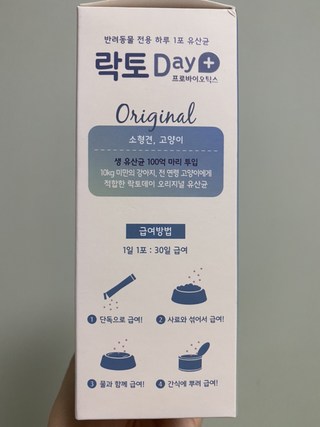 반려동물 전용 하루 1포 유산균
락토Day+
프로바이오틱스
Original
소형견, 고양이
생 유산균 100억 마리 투입
10kg 미만의 강아지, 전 연령 고양이에게
적합한 락토데이 오리지널 유산균
급여방법
1일 1포 : 30일 급여
1 단독으로 급여!
2 사료와 섞어서 급여!
3 물과 함께 급여!
4 간식에 뿌려 급여!